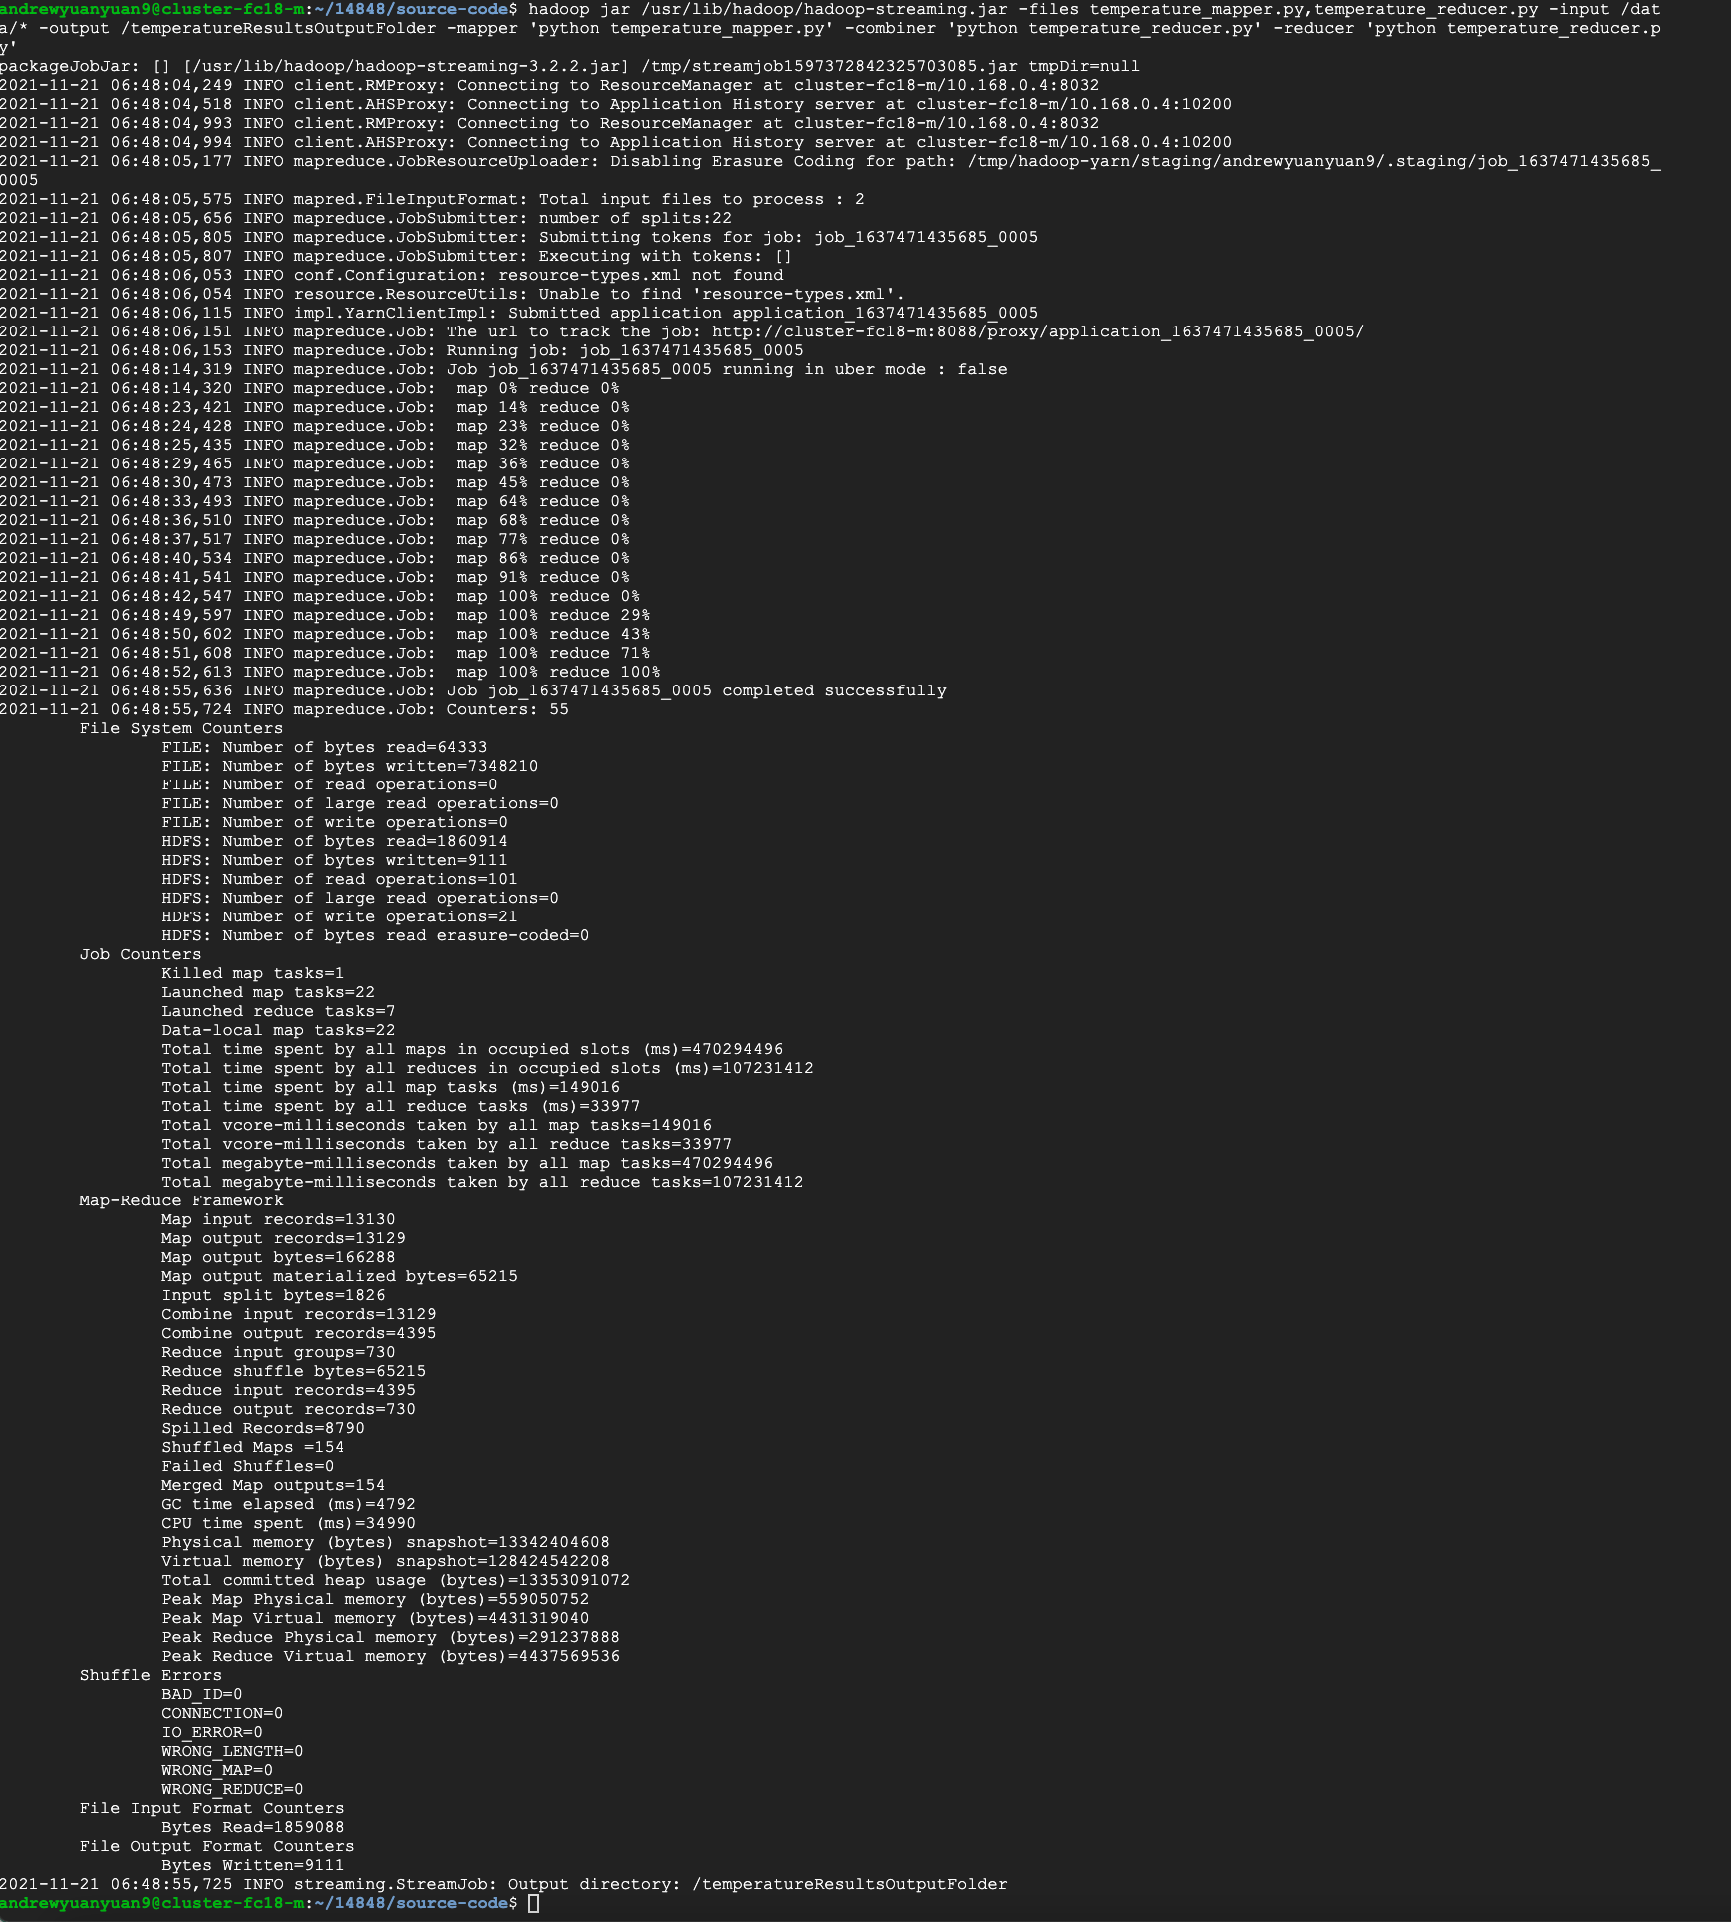 andrewyuanyuan9@cluster-fc18-m:~/14848/source-code$ hadoop jar /usr/lib/hadoop/hadoop-streaming.jar -files temperature_mapper.py,temperature_reducer.py -input /dat
a/* -output /temperatureResultsOutputFolder -mapper 'python temperature_mapper.py' -combiner 'python temperature_reducer.py' -reducer 'python temperature_reducer.p
y'
packageJobJar: [] [/usr/lib/hadoop/hadoop-streaming-3.2.2.jar] /tmp/streamjob1597372842325703085.jar tmpDir=null
2021-11-21 06:48:04,249 INFO client.RMProxy: Connecting to ResourceManager at cluster-fc18-m/10.168.0.4:8032
2021-11-21 06:48:04,518 INFO client.AHSProxy: Connecting to Application History server at cluster-fc18-m/10.168.0.4:10200
2021-11-21 06:48:04,993 INFO client.RMProxy: Connecting to ResourceManager at cluster-fc18-m/10.168.0.4:8032
2021-11-21 06:48:04,994 INFO client.AHSProxy: Connecting to Application History server at cluster-fc18-m/10.168.0.4:10200
2021-11-21 06:48:05,177 INFO mapreduce.JobResourceUploader: Disabling Erasure Coding for path: /tmp/hadoop-yarn/staging/andrewyuanyuan9/.staging/job_1637471435685_
0005
2021-11-21 06:48:05,575 INFO mapred.FileInputFormat: Total input files to process : 2
2021-11-21 06:48:05,656 INFO mapreduce.JobSubmitter: number of splits:22
2021-11-21 06:48:05,805 INFO mapreduce.JobSubmitter: Submitting tokens for job: job_1637471435685_0005
2021-11-21 06:48:05,807 INFO mapreduce.JobSubmitter: Executing with tokens: []
2021-11-21 06:48:06,053 INFO conf.Configuration: resource-types.xml not found
2021-11-21 06:48:06,054 INFO resource.ResourceUtils: Unable to find 'resource-types.xml'.
2021-11-21 06:48:06,115 INFO impl.YarnClientImpl: Submitted application application_1637471435685_0005
2021-11-21 06:48:06,151 INFO mapreduce.Job: The url to track the job: http://cluster-fc18-m:8088/proxy/application_1637471435685_0005/
2021-11-21 06:48:06,153 INFO mapreduce.Job: Running job: job_1637471435685_0005
2021-11-21 06:48:14,319 INFO mapreduce.Job: Job job_1637471435685_0005 running in uber mode : false
2021-11-21 06:48:14,320 INFO mapreduce.Job:  map 0% reduce 0%
2021-11-21 06:48:23,421 INFO mapreduce.Job:  map 14% reduce 0%
2021-11-21 06:48:24,428 INFO mapreduce.Job:  map 23% reduce 0%
2021-11-21 06:48:25,435 INFO mapreduce.Job:  map 32% reduce 0%
2021-11-21 06:48:29,465 INFO mapreduce.Job:  map 36% reduce 0%
2021-11-21 06:48:30,473 INFO mapreduce.Job:  map 45% reduce 0%
2021-11-21 06:48:33,493 INFO mapreduce.Job:  map 64% reduce 0%
2021-11-21 06:48:36,510 INFO mapreduce.Job:  map 68% reduce 0%
2021-11-21 06:48:37,517 INFO mapreduce.Job:  map 77% reduce 0%
2021-11-21 06:48:40,534 INFO mapreduce.Job:  map 86% reduce 0%
2021-11-21 06:48:41,541 INFO mapreduce.Job:  map 91% reduce 0%
2021-11-21 06:48:42,547 INFO mapreduce.Job:  map 100% reduce 0%
2021-11-21 06:48:49,597 INFO mapreduce.Job:  map 100% reduce 29%
2021-11-21 06:48:50,602 INFO mapreduce.Job:  map 100% reduce 43%
2021-11-21 06:48:51,608 INFO mapreduce.Job:  map 100% reduce 71%
2021-11-21 06:48:52,613 INFO mapreduce.Job:  map 100% reduce 100%
2021-11-21 06:48:55,636 INFO mapreduce.Job: Job job_1637471435685_0005 completed successfully
2021-11-21 06:48:55,724 INFO mapreduce.Job: Counters: 55
File System Counters
FILE: Number of bytes read=64333
FILE: Number of bytes written=7348210
FILE: Number of read operations=0
FILE: Number of large read operations=0
FILE: Number of write operations=0
HDFS: Number of bytes read=1860914
HDFS: Number of bytes written=9111
HDFS: Number of read operations=101
HDFS: Number of large read operations=0
HDFS: Number of write operations=21
HDFS: Number of bytes read erasure-coded=0
Job Counters
Killed map tasks=1
Launched map tasks=22
Launched reduce tasks=7
Data-local map tasks=22
Total time spent by all maps in occupied slots (ms)=470294496
Total time spent by all reduces in occupied slots (ms)=107231412
Total time spent by all map tasks (ms)=149016
Total time spent by all reduce tasks (ms)=33977
Total vcore-milliseconds taken by all map tasks=149016
Total vcore-milliseconds taken by all reduce tasks=33977
Total megabyte-milliseconds taken by all map tasks=470294496
Total megabyte-milliseconds taken by all reduce tasks=107231412
Map-Reduce Framework
Map input records=13130
Map output records=13129
Map output bytes=166288
Map output materialized bytes=65215
Input split bytes=1826
Combine input records=13129
Combine output records=4395
Reduce input groups=730
Reduce shuffle bytes=65215
Reduce input records=4395
Reduce output records=730
Spilled Records=8790
Shuffled Maps =154
Failed Shuffles=0
Merged Map outputs=154
GC time elapsed (ms)=4792
CPU time spent (ms)=34990
Physical memory (bytes) snapshot=13342404608
Virtual memory (bytes) snapshot=128424542208
Total committed heap usage (bytes)=13353091072
Peak Map Physical memory (bytes)=559050752
Peak Map Virtual memory (bytes)=4431319040
Peak Reduce Physical memory (bytes)=291237888
Peak Reduce Virtual memory (bytes)=4437569536
Shuffle Errors
BAD_ID=0
CONNECTION=0
IO_ERROR=0
WRONG_LENGTH=0
WRONG_MAP=0
WRONG_REDUCE=0
File Input Format Counters
Bytes Read=1859088
File Output Format Counters
Bytes Written=9111
2021-11-21 06:48:55,725 INFO streaming.StreamJob: Output directory: /temperatureResultsOutputFolder
andrewyuanyuan9@cluster-fc18-m:~/14848/source-code$